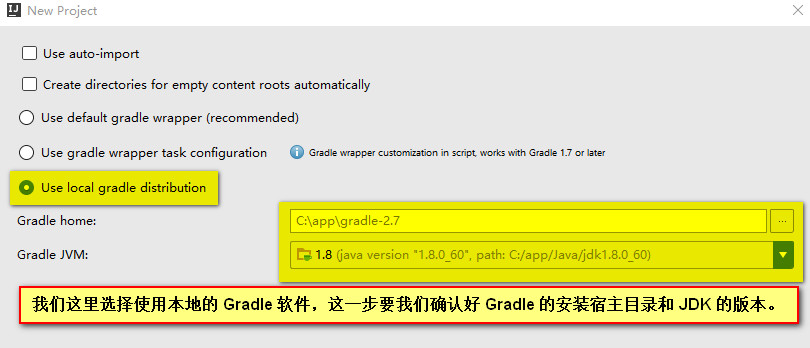 New Project
Use auto-import
Create directories for empty content roots automatically
Use default gradle wrapper (recommended)
Use gradle wrapper task configuration Gradle wrapper customization in script, works with Gradle 1.7 or later
Use local gradle distribution
Gradle home: C:\app\gradle-2.7 ...
Gradle JVM: 1.8 (java version "1.8.0_60", path: C:/app/Java/jdk1.8.0_60)
我们这里选择使用本地的 Gradle 软件，这一步要我们确认好 Gradle 的安装宿主目录和 JDK 的版本。